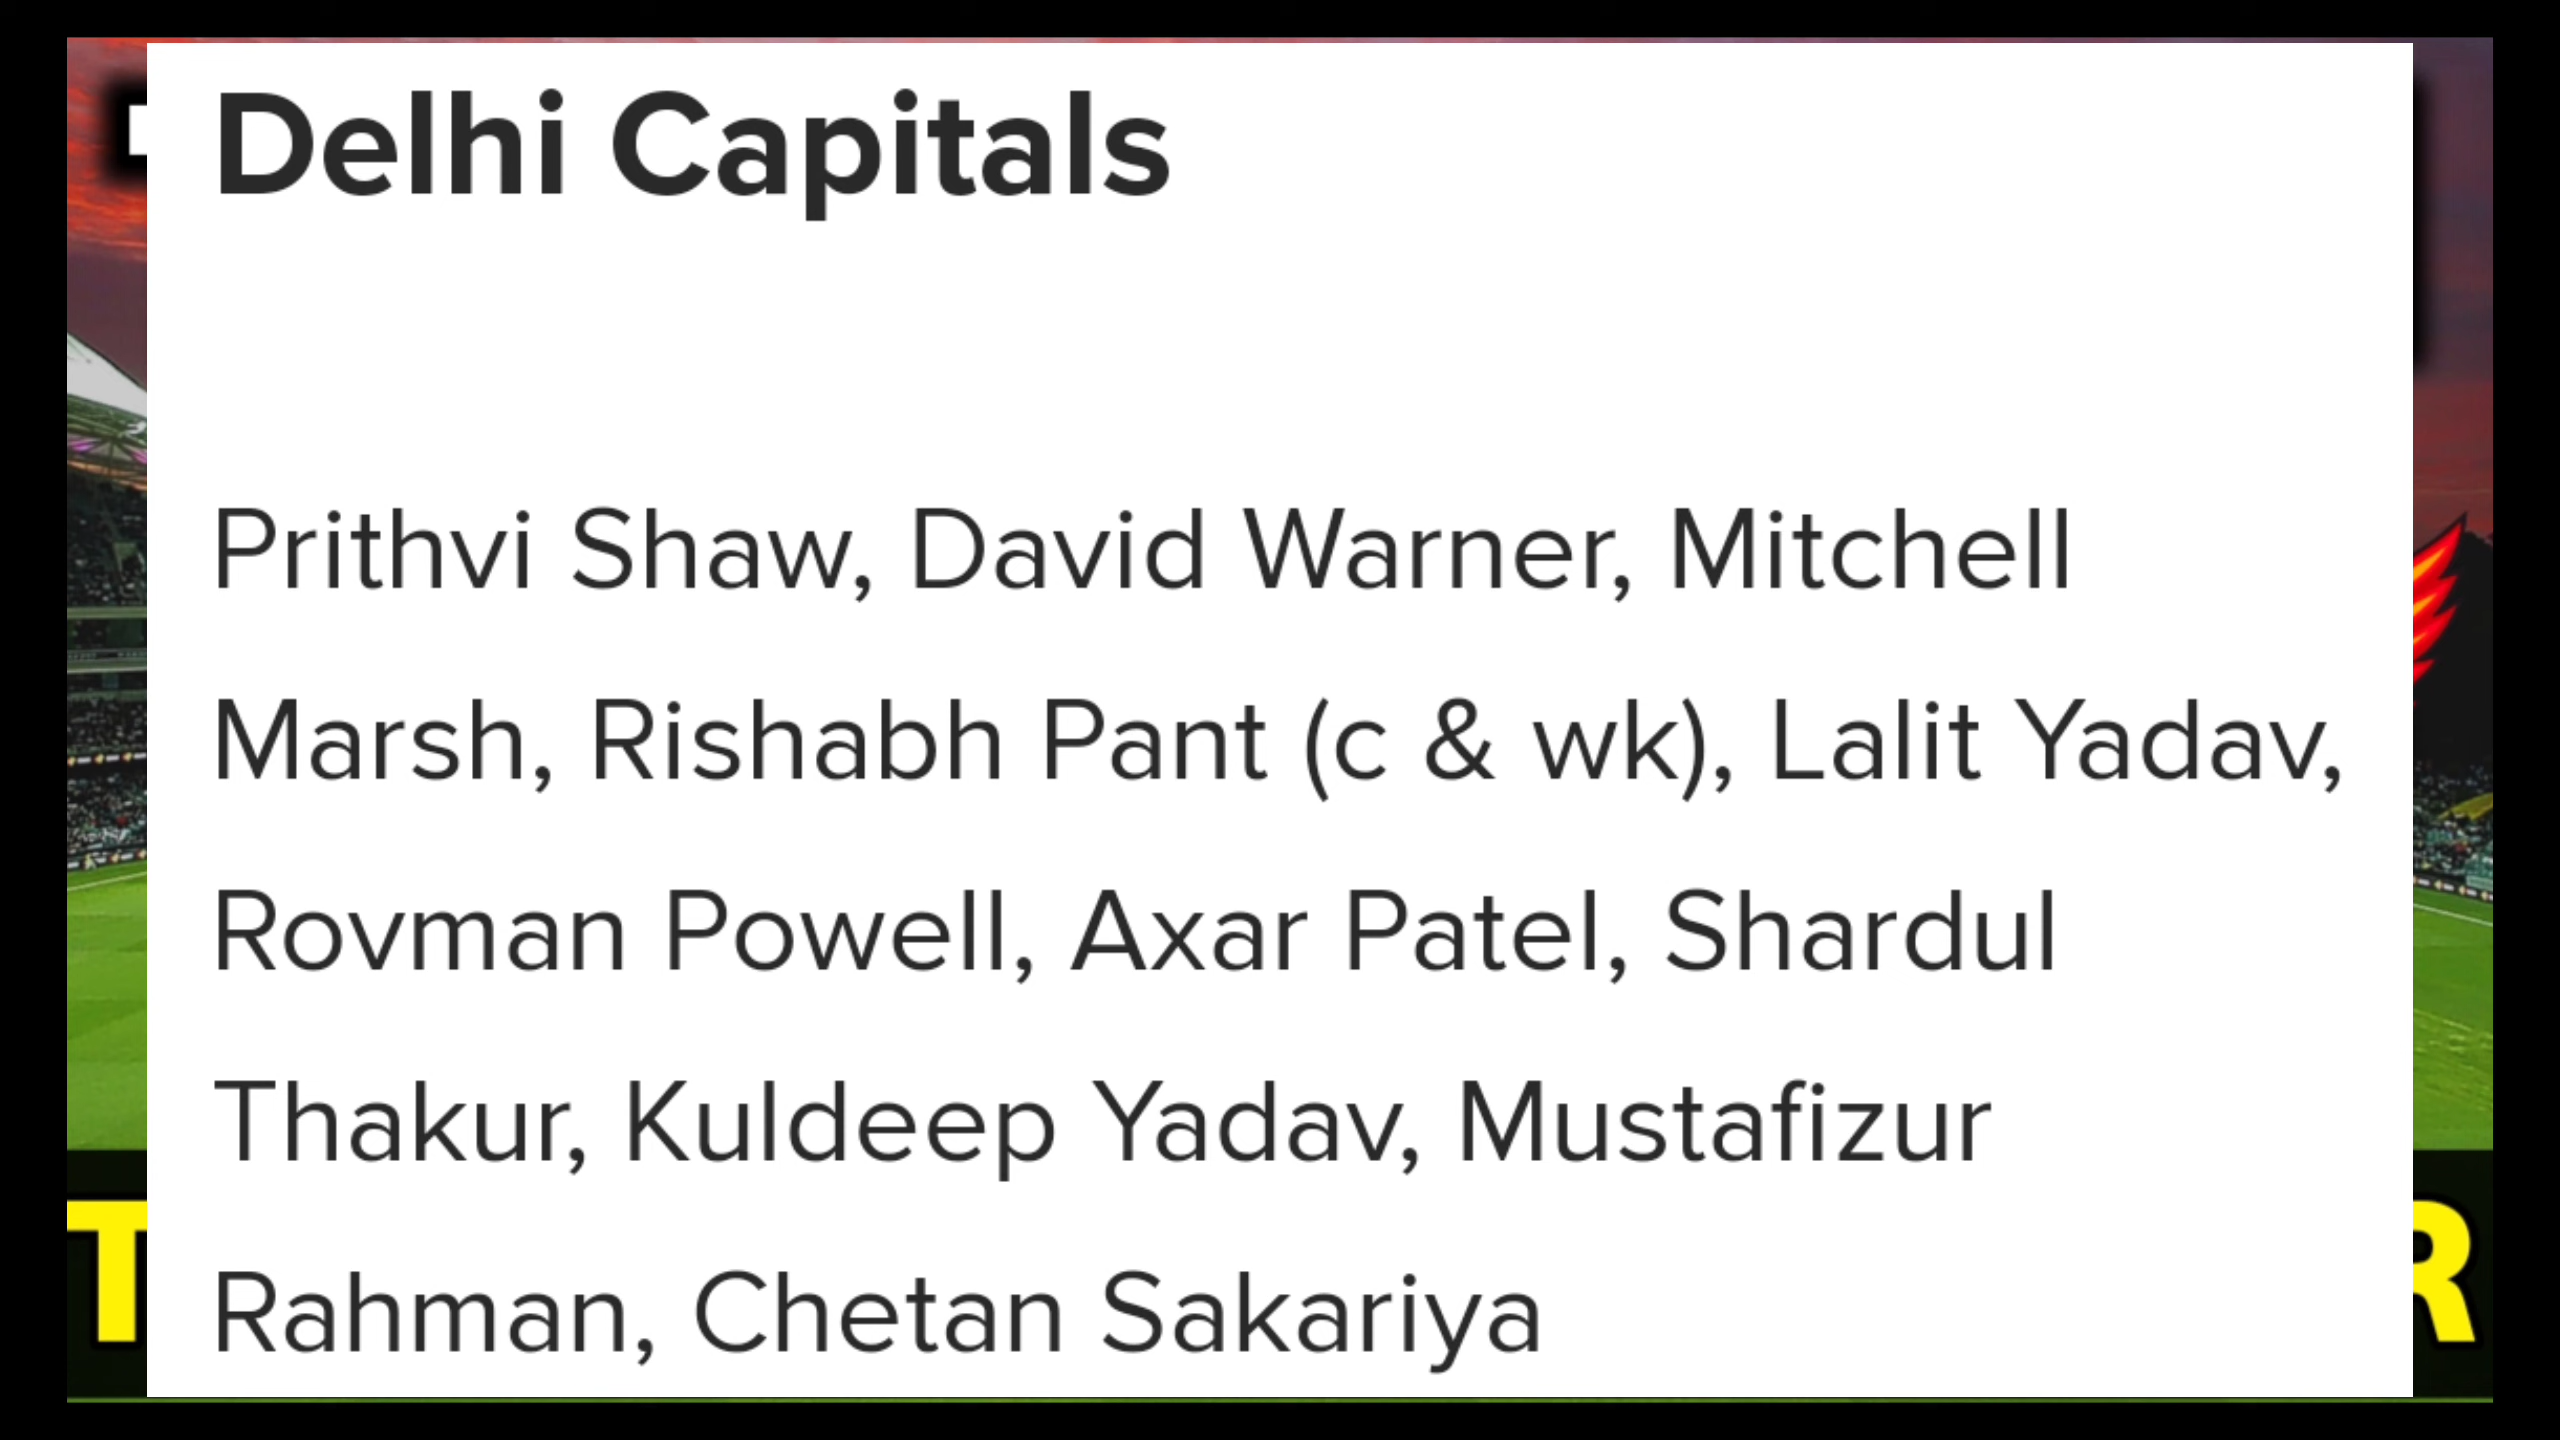 Delhi Capitals
Prithvi Shaw, David Warner, Mitchell
Marsh, Rishabh Pant (c & wk), Lalit Yadav,
Rovman Powell, Axar Patel, Shardul
Thakur, Kuldeep Yadav, Mustafizur
Rahman, Chetan Sakariya